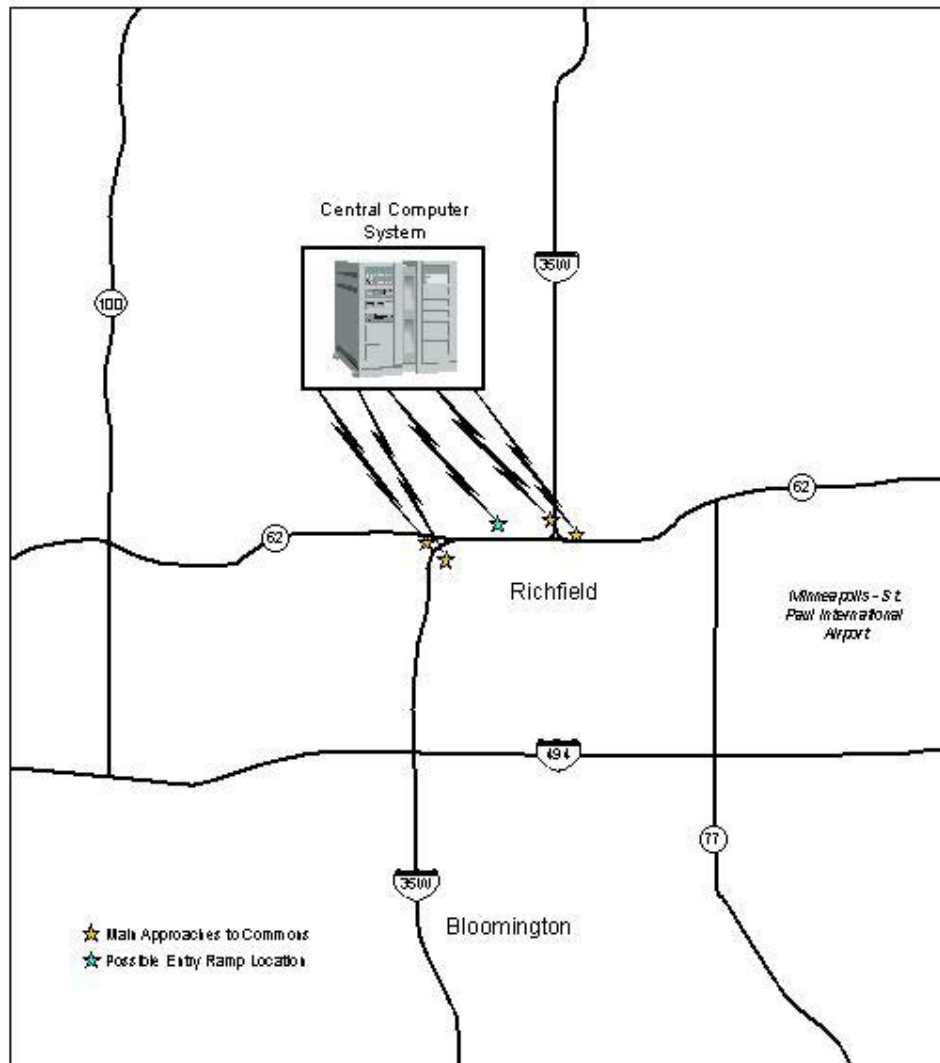 Central Computer
System
35W
100
62
62
Richfield
Minneapolis - St.
Paul International
Airport
494
77
35W
Bloomington
Main Approaches to Commons
Possible Entry Ramp Location